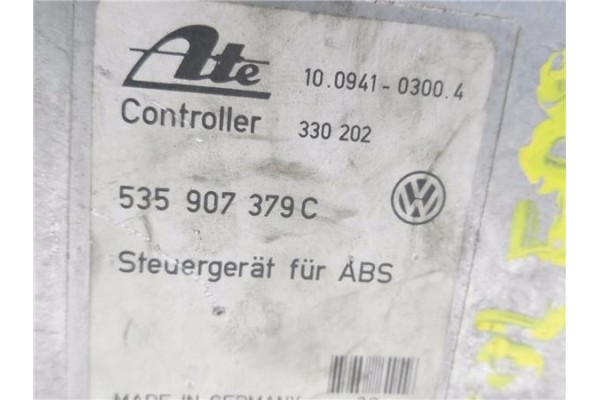 Ate 10.0941-0300.4
Controller 330 202
535 907 379 C
Steuergerät für ABS
MADE IN GERMANY